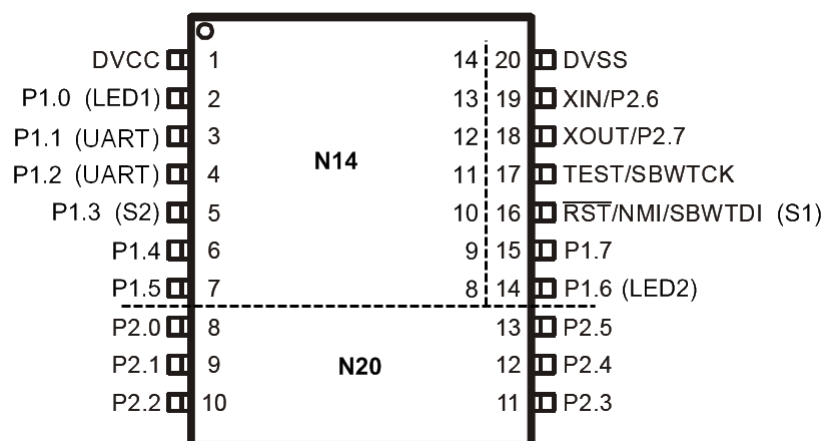 DVCC 1 14 20 DVSS
P1.0 (LED1) 2 13 19 XIN/P2.6
P1.1 (UART) 3 12 18 XOUT/P2.7
P1.2 (UART) 4 N14 11 17 TEST/SBWTCK
P1.3 (S2) 5 10 16 R̅S̅T̅/NMI/SBWTDI (S1)
P1.4 6 9 15 P1.7
P1.5 7 8 14 P1.6 (LED2)
P2.0 8 13 P2.5
P2.1 9 N20 12 P2.4
P2.2 10 11 P2.3